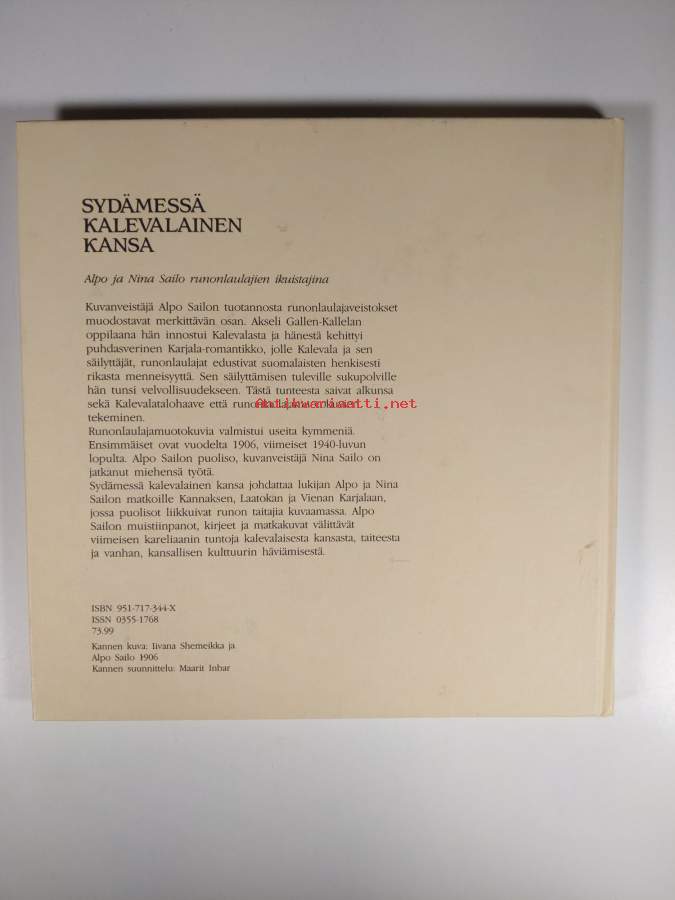 SYDÄMESSÄ
KALEVALAINEN
KANSA
Alpo ja Nina Sailo runonlaulajien ikuistajina
Kuvanveistäjä Alpo Sailon tuotannosta runonlaulajaveistokset
muodostavat merkittävän osan. Akseli Gallen-Kallelan
oppilaana hän innostui Kalevalasta ja hänestä kehittyi
puhdasverinen Karjala-romantikko, jolle Kalevala ja sen
säilyttäjät, runonlaulajat edustivat suomalaisten henkisesti
rikasta menneisyyttä. Sen säilyttämisen tuleville sukupolville
hän tunsi velvollisuudekseen. Tästä tunteesta saivat alkunsa
sekä Kalevalatalohaave että
Antikvariaatti.net
tekeminen.
Runonlaulajamuotokuvia valmistui useita kymmeniä.
Ensimmäiset ovat vuodelta 1906, viimeiset 1940-luvun
lopulta. Alpo Sailon puoliso, kuvanveistäjä Nina Sailo on
jatkanut miehensä työtä.
Sydämessä kalevalainen kansa johdattaa lukijan Alpo ja Nina
Sailon matkoille Kannaksen, Laatokan ja Vienan Karjalaan,
jossa puolisot liikkuivat runon taitajia kuvaamassa. Alpo
Sailon muistiinpanot, kirjeet ja matkakuvat välittävät
viimeisen kareliaanin tuntoja kalevalaisesta kansasta, taiteesta
ja vanhan, kansallisen kulttuurin häviämisestä.
ISBN 951-717-344-X
ISSN 0355-1768
73.99
Kannen kuva: Iivana Shemeikka ja
Alpo Sailo 1906
Kannen suunnittelu: Maarit Inbar